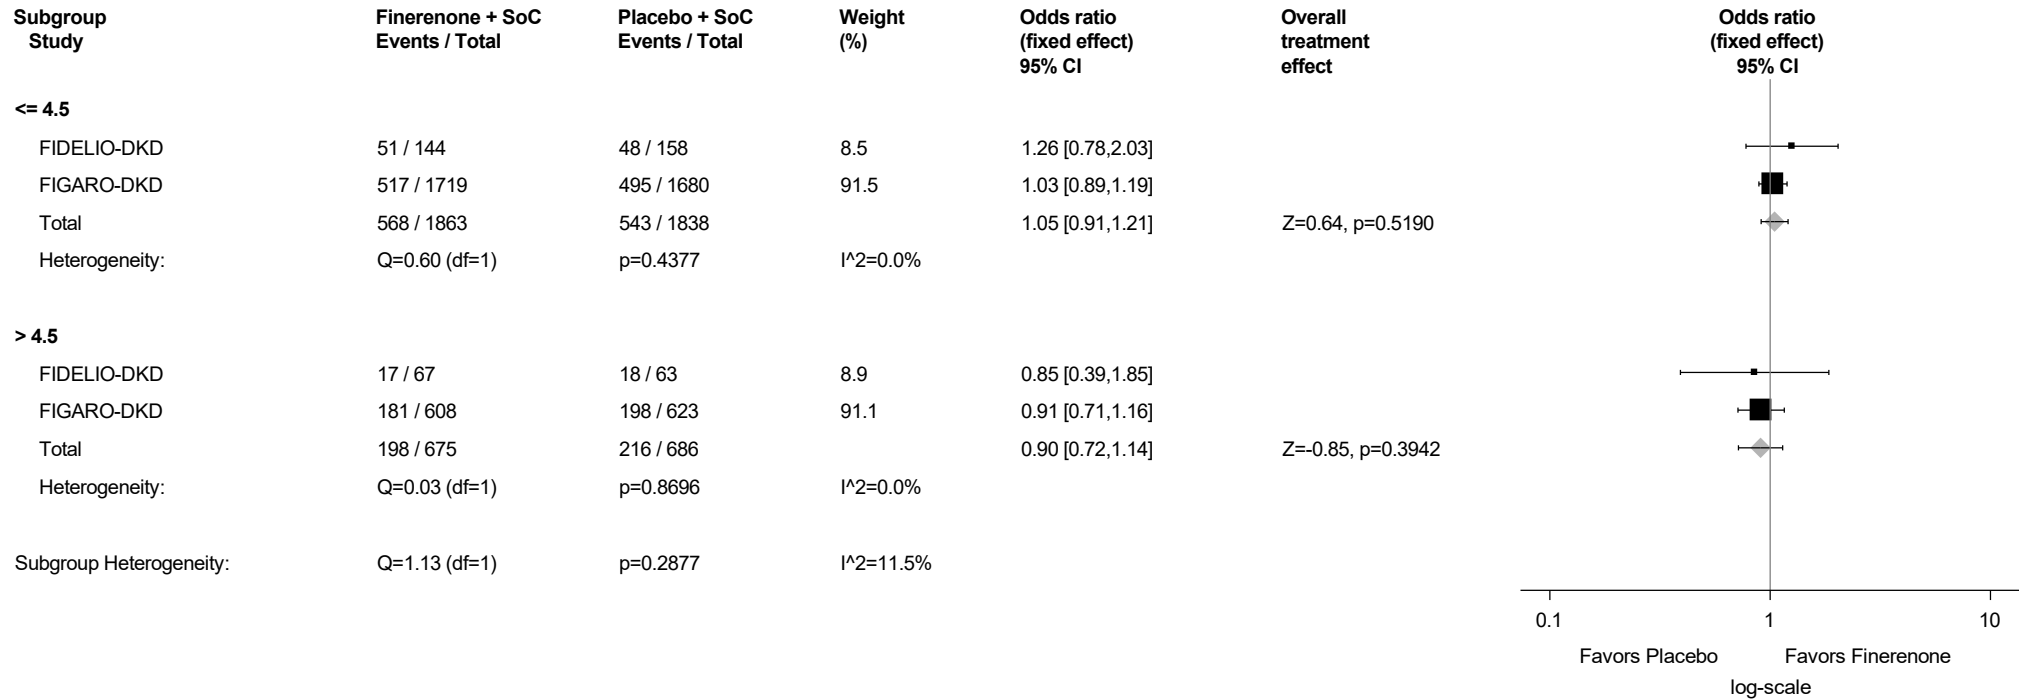 Subgroup Finerenone + SoC Placebo + SoC Weight Odds ratio Overall Odds ratio
Study Events / Total Events / Total (%) (fixed effect) treatment (fixed effect)
95% CI effect 95% CI
<= 4.5
FIDELIO-DKD 51 / 144 48 / 158 8.5 1.26 [0.78,2.03]
FIGARO-DKD 517 / 1719 495 / 1680 91.5 1.03 [0.89,1.19]
Total 568 / 1863 543 / 1838 1.05 [0.91,1.21] Z=0.64, p=0.5190
Heterogeneity: Q=0.60 (df=1) p=0.4377 I^2=0.0%
> 4.5
FIDELIO-DKD 17 / 67 18 / 63 8.9 0.85 [0.39,1.85]
FIGARO-DKD 181 / 608 198 / 623 91.1 0.91 [0.71,1.16]
Total 198 / 675 216 / 686 0.90 [0.72,1.14] Z=-0.85, p=0.3942
Heterogeneity: Q=0.03 (df=1) p=0.8696 I^2=0.0%
Subgroup Heterogeneity: Q=1.13 (df=1) p=0.2877 I^2=11.5%
0.1 1 10
Favors Placebo Favors Finerenone
log-scale